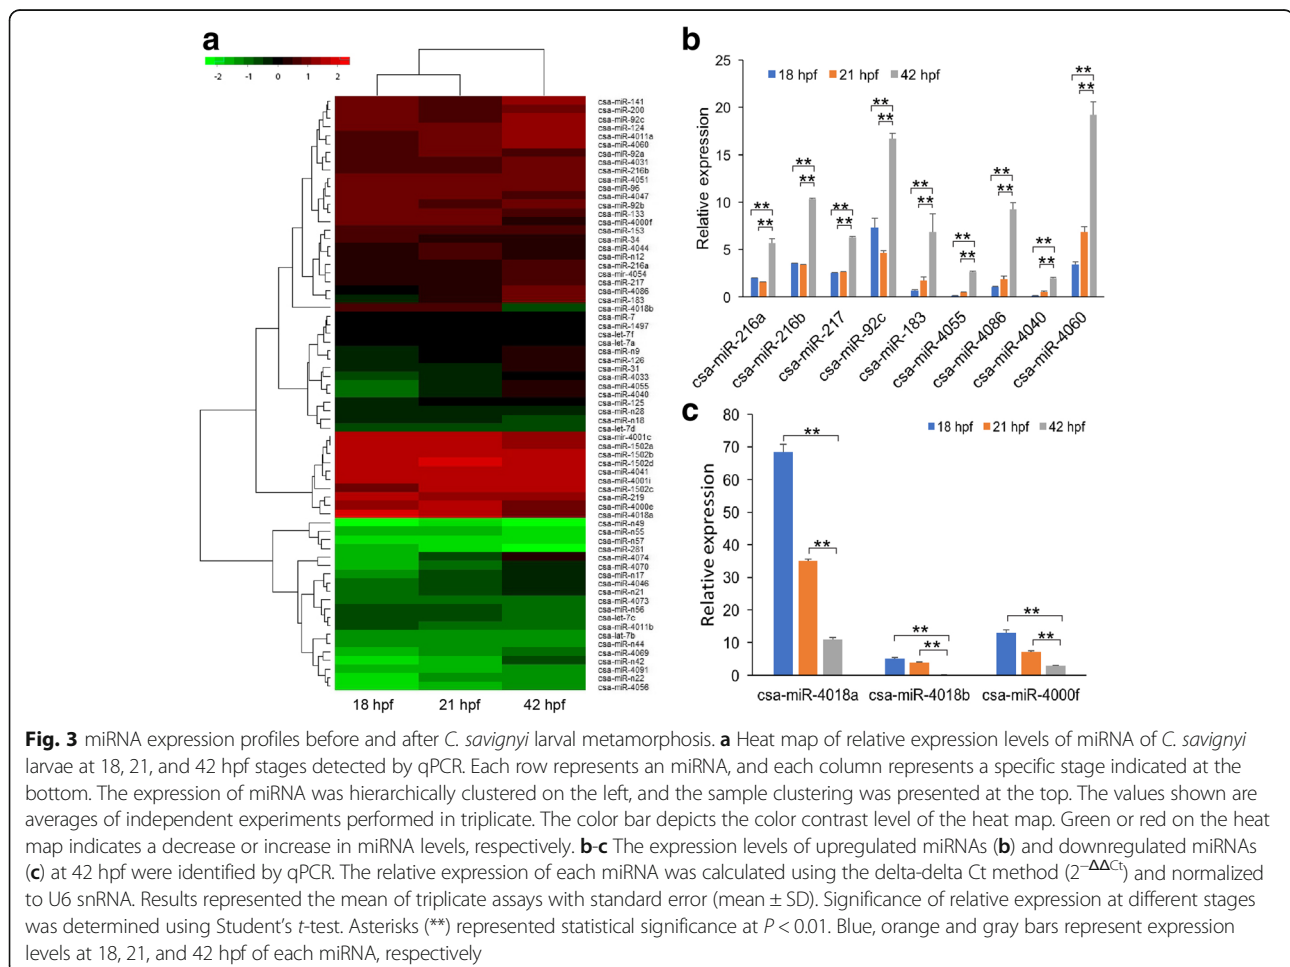 a
-2 -1 0 1 2
csa-miR-141
csa-miR-200
csa-miR-92c
csa-miR-124
csa-miR-4011a
csa-miR-4060
csa-miR-92a
csa-miR-4031
csa-miR-216b
csa-miR-4051
csa-miR-96
csa-miR-4047
csa-miR-92b
csa-miR-133
csa-miR-4000f
csa-miR-153
csa-miR-34
csa-miR-4044
csa-miR-n12
csa-miR-216a
csa-mir-4054
csa-miR-217
csa-miR-4086
csa-miR-183
csa-miR-4018b
csa-miR-7
csa-miR-1497
csa-let-7f
csa-let-7a
csa-miR-n9
csa-miR-126
csa-miR-31
csa-miR-4033
csa-miR-4055
csa-miR-4040
csa-miR-125
csa-miR-n28
csa-miR-n18
csa-let-7d
csa-mir-4001c
csa-miR-1502a
csa-miR-1502b
csa-miR-1502d
csa-miR-4041
csa-miR-4001i
csa-miR-1502c
csa-miR-219
csa-miR-4000e
csa-miR-4018a
csa-miR-n49
csa-miR-n55
csa-miR-n57
csa-miR-281
csa-miR-4074
csa-miR-4070
csa-miR-n17
csa-miR-4046
csa-miR-n21
csa-miR-4073
csa-miR-n56
csa-let-7c
csa-miR-4011b
csa-lat-7b
csa-miR-n44
csa-miR-4069
csa-miR-n42
csa-miR-4091
csa-miR-n22
csa-miR-4056
18 hpf 21 hpf 42 hpf
b
18 hpf 21 hpf 42 hpf
Relative expression
25
20
15
10
5
0
** ** ** ** ** ** ** ** **
** ** ** ** ** ** ** ** **
csa-miR-216a
csa-miR-216b
csa-miR-217
csa-miR-92c
csa-miR-183
csa-miR-4055
csa-miR-4086
csa-miR-4040
csa-miR-4060
c
18 hpf 21 hpf 42 hpf
Relative expression
80
70
60
50
40
30
20
10
0
** ** **
** ** **
csa-miR-4018a csa-miR-4018b csa-miR-4000f
Fig. 3 miRNA expression profiles before and after C. savignyi larval metamorphosis. a Heat map of relative expression levels of miRNA of C. savignyi
larvae at 18, 21, and 42 hpf stages detected by qPCR. Each row represents an miRNA, and each column represents a specific stage indicated at the
bottom. The expression of miRNA was hierarchically clustered on the left, and the sample clustering was presented at the top. The values shown are
averages of independent experiments performed in triplicate. The color bar depicts the color contrast level of the heat map. Green or red on the heat
map indicates a decrease or increase in miRNA levels, respectively. b-c The expression levels of upregulated miRNAs (b) and downregulated miRNAs
(c) at 42 hpf were identified by qPCR. The relative expression of each miRNA was calculated using the delta-delta Ct method (2−ΔΔCt) and normalized
to U6 snRNA. Results represented the mean of triplicate assays with standard error (mean ± SD). Significance of relative expression at different stages
was determined using Student's t-test. Asterisks (**) represented statistical significance at P < 0.01. Blue, orange and gray bars represent expression
levels at 18, 21, and 42 hpf of each miRNA, respectively